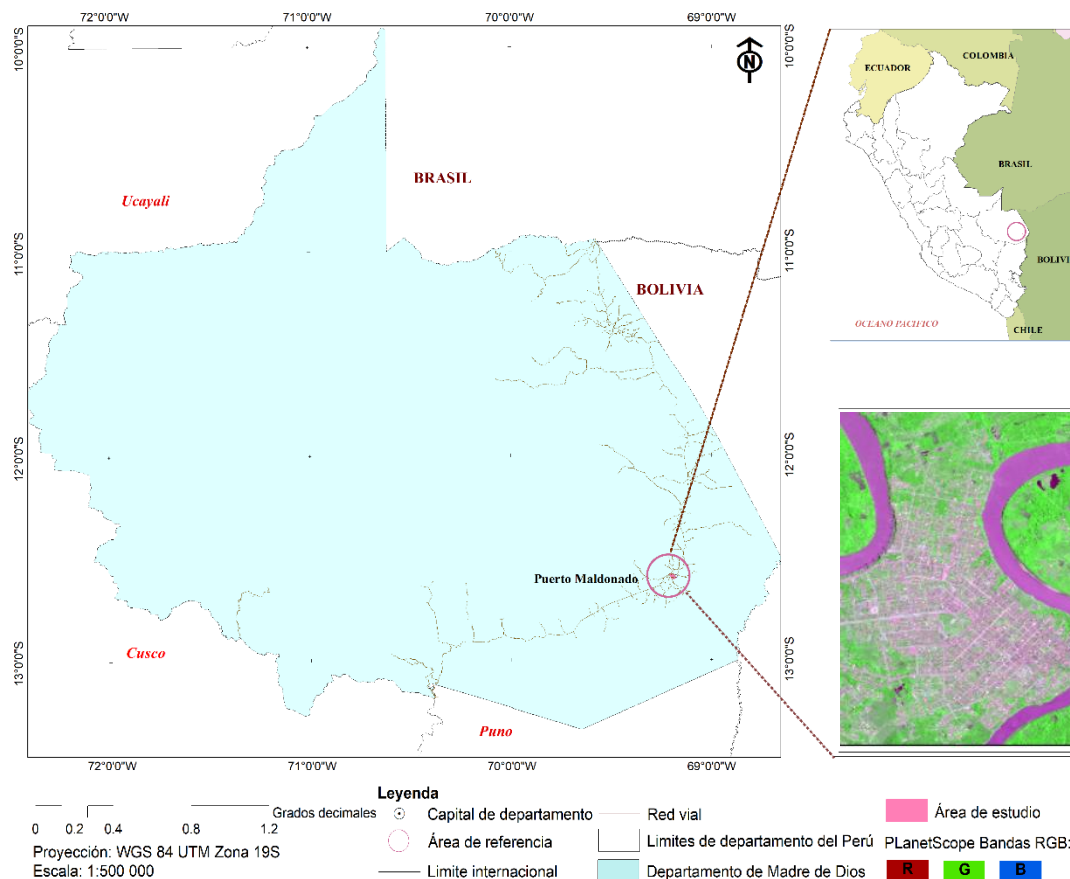 72°0'0"W
71°0'0"W
70°0'0"W
69°0'0"W
10°0'0"S
10°0'0"S
11°0'0"S
11°0'0"S
12°0'0"S
12°0'0"S
13°0'0"S
13°0'0"S
N
BRASIL
Ucayali
BOLIVIA
Puerto Maldonado
Cusco
Puno
72°0'0"W
71°0'0"W
70°0'0"W
69°0'0"W
COLOMBIA
ECUADOR
BRASIL
BOLIVI
OCEANO PACIFICO
CHILE
Leyenda
Grados decimales
0 0.2 0.4 0.8 1.2
Proyección: WGS 84 UTM Zona 19S
Escala: 1:500 000
Capital de departamento
Área de referencia
Limite internacional
Red vial
Limites de departamento del Perú
Departamento de Madre de Dios
Área de estudio
PLanetScope Bandas RGB:
R G B